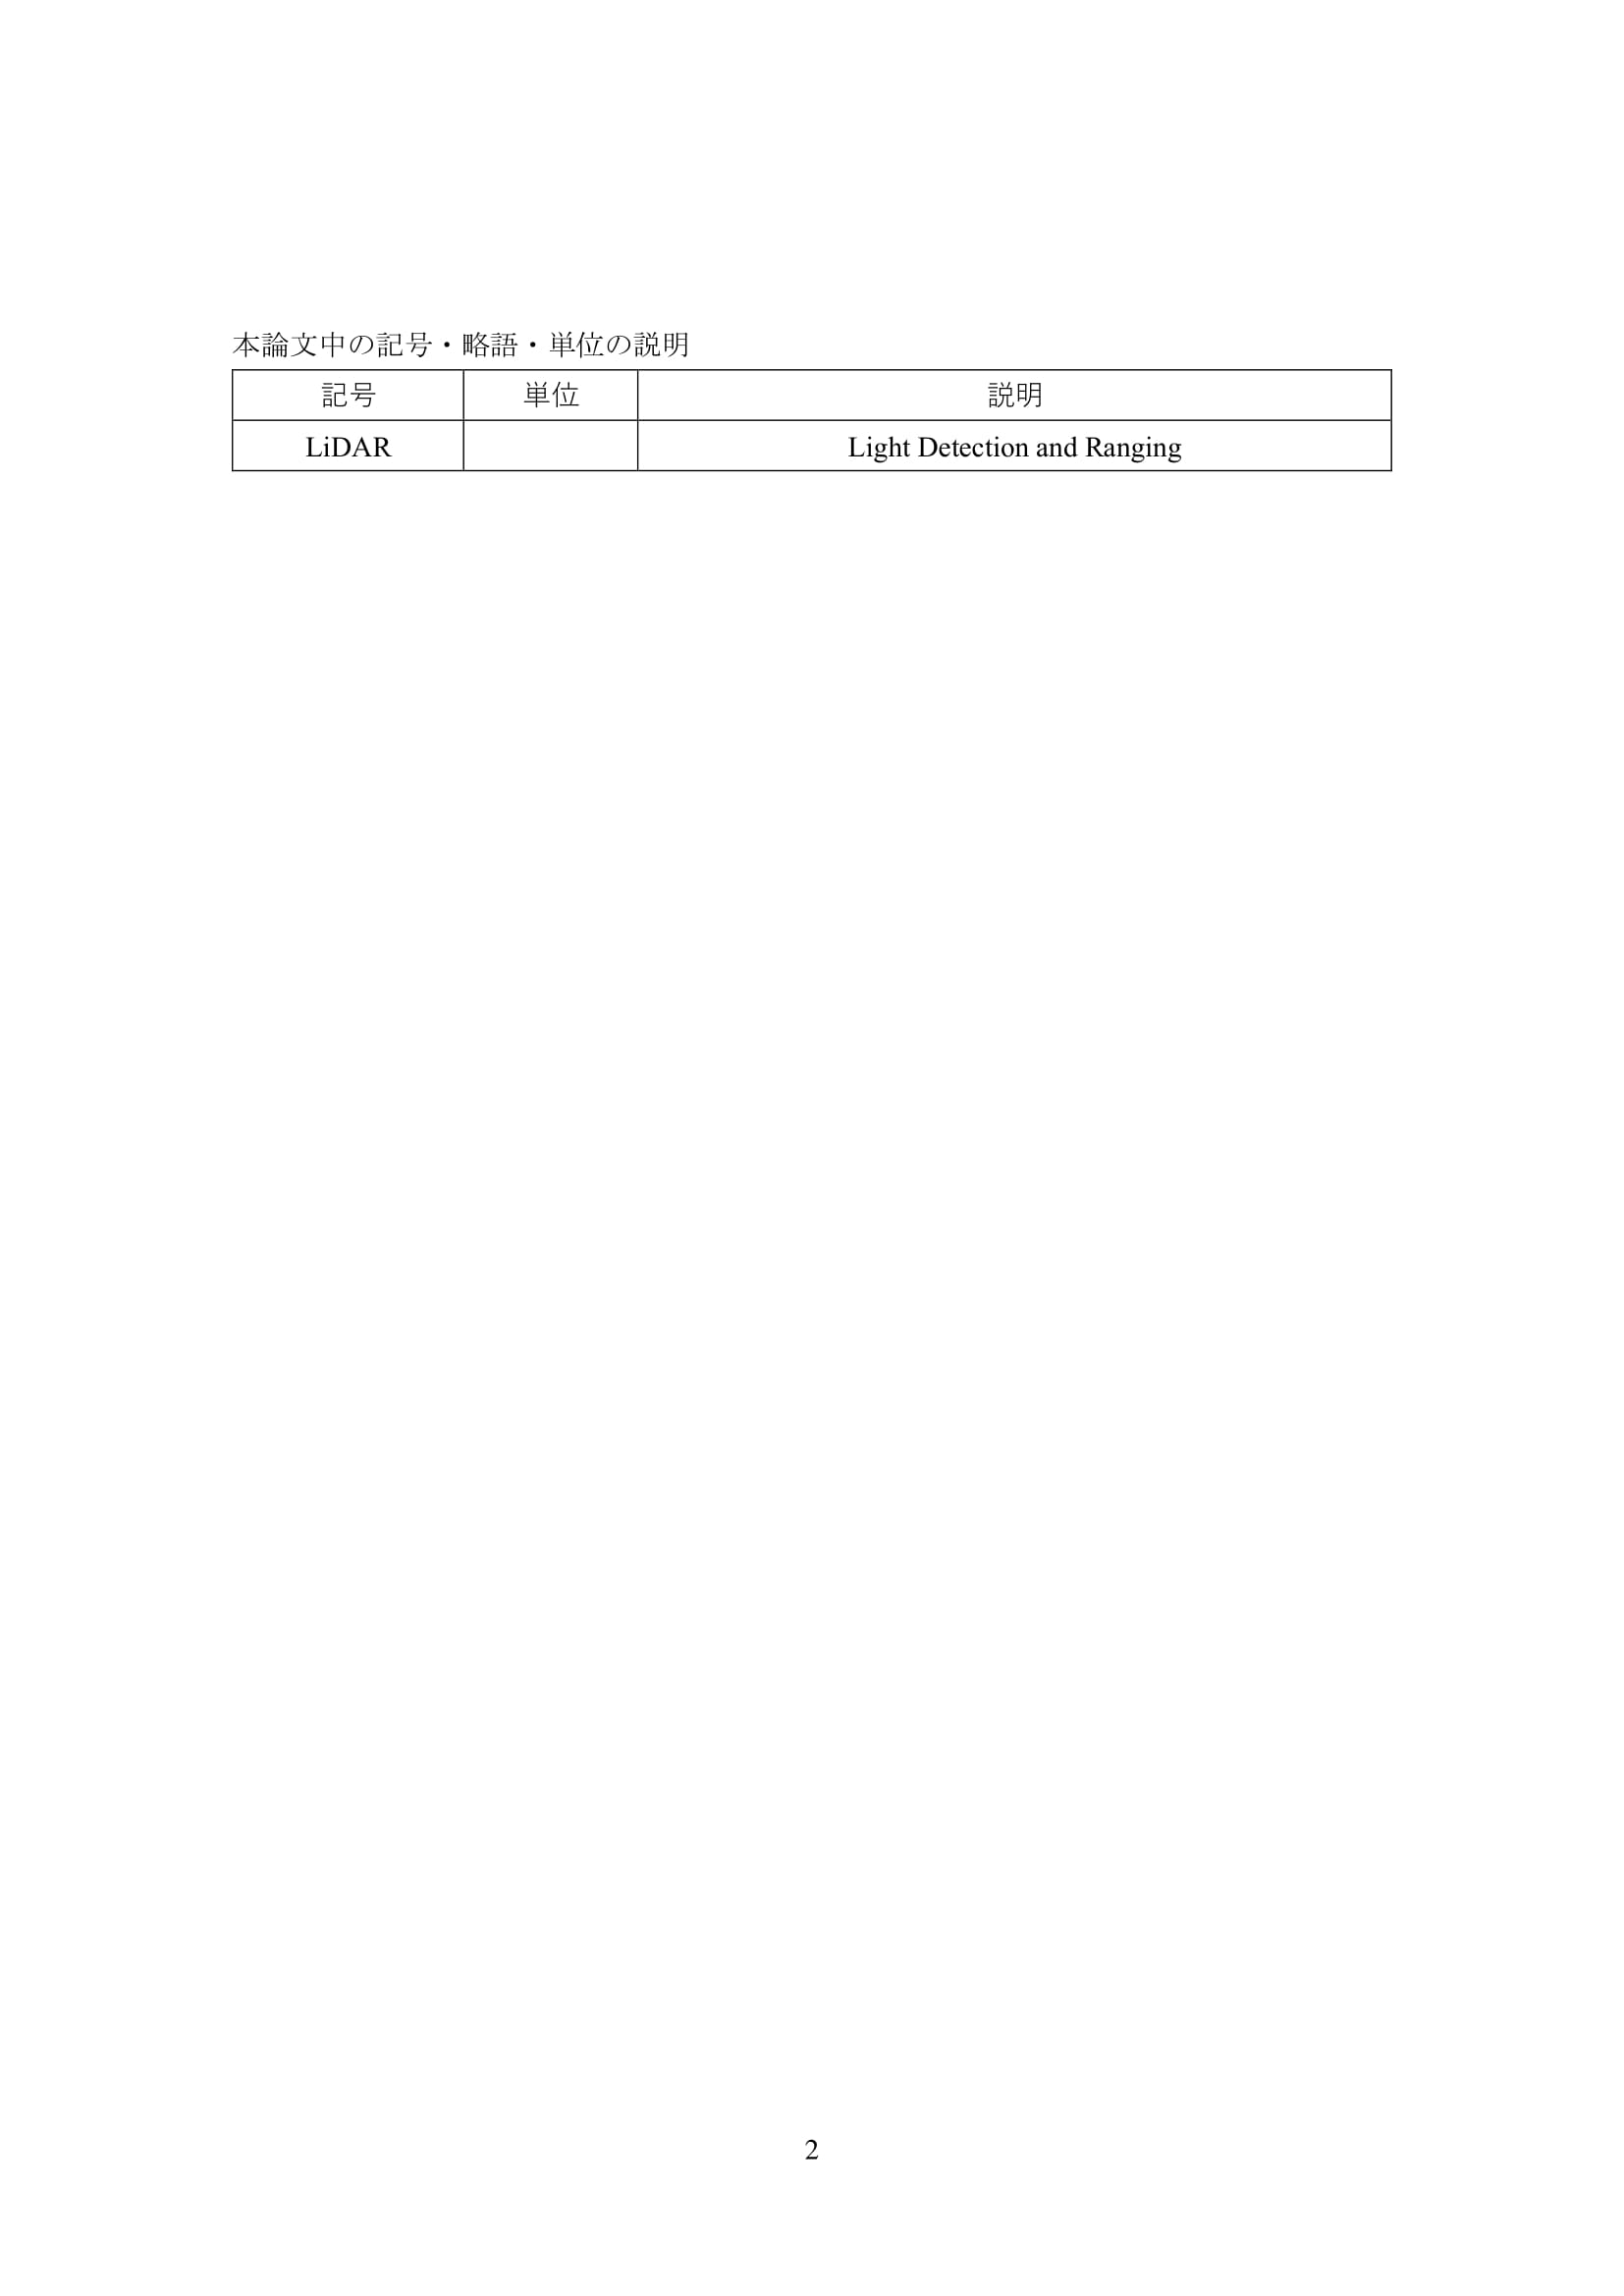 本論文中の記号・略語・単位の説明
記号 単位 説明
LiDAR Light Detection and Ranging
2